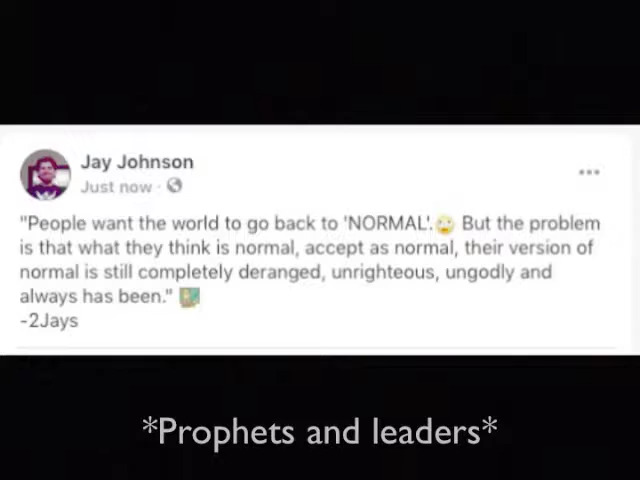 Jay Johnson
Just now ·
"People want the world to go back to 'NORMAL'.🙄 But the problem
is that what they think is normal, accept as normal, their version of
normal is still completely deranged, unrighteous, ungodly and
always has been."
-2Jays
*Prophets and leaders*